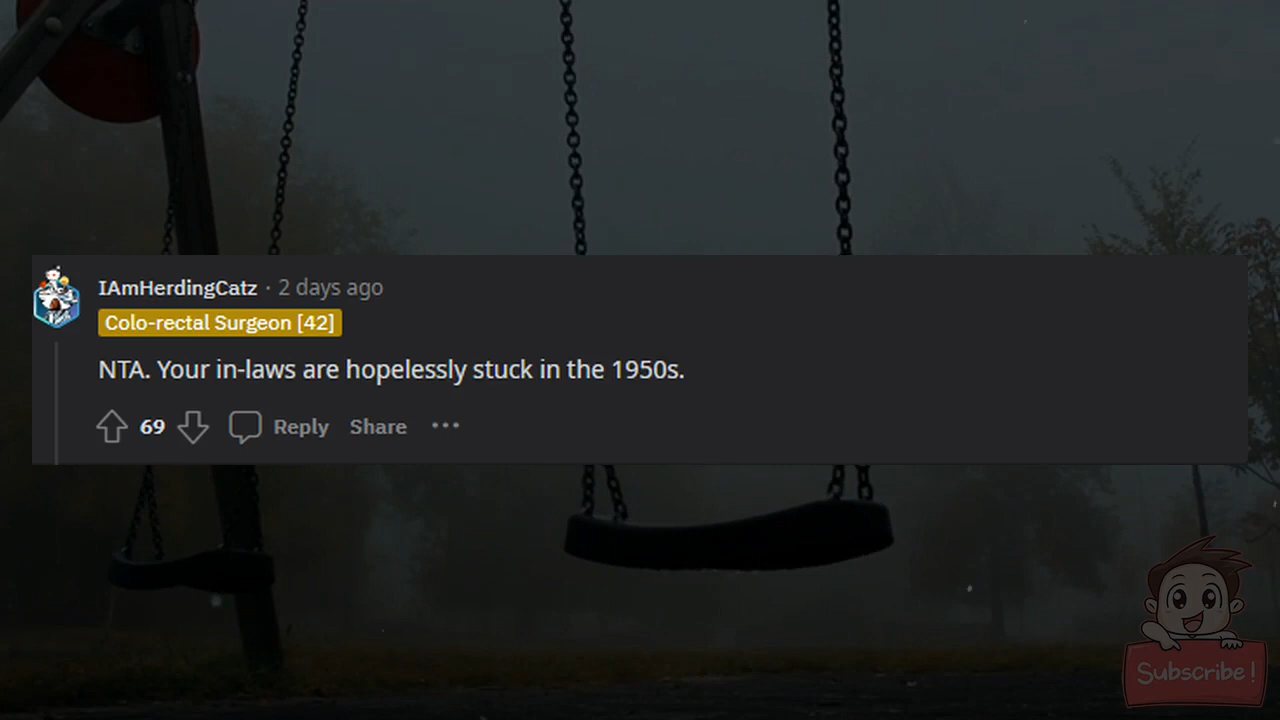 IAmHerdingCatz · 2 days ago
Colo-rectal Surgeon [42]
NTA. Your in-laws are hopelessly stuck in the 1950s.
69 Reply Share ···
Subscribe!